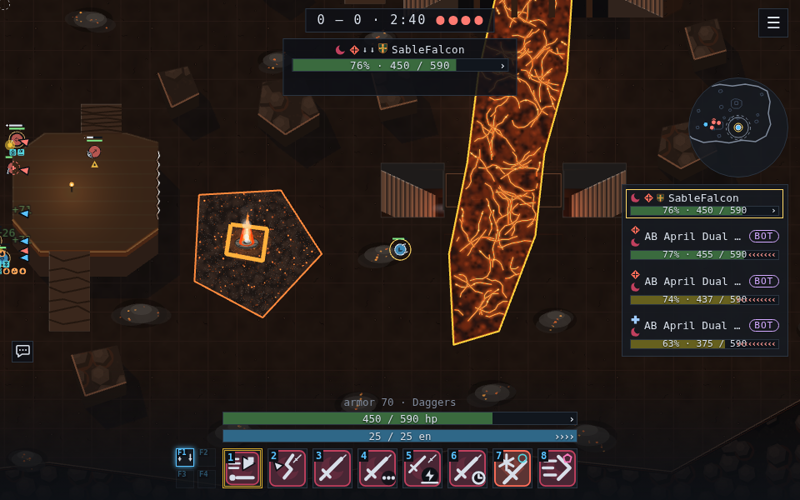 0 — 0 · 2:40
SableFalcon
76% · 450 / 590
SableFalcon
76% · 450 / 590
AB April Dual … BOT
77% · 455 / 590
AB April Dual … BOT
74% · 437 / 590
AB April Dual … BOT
63% · 375 / 590
armor 70 · Daggers
450 / 590 hp
25 / 25 en
F1 F2
F3 F4
1 2 3 4 5 6 7 8